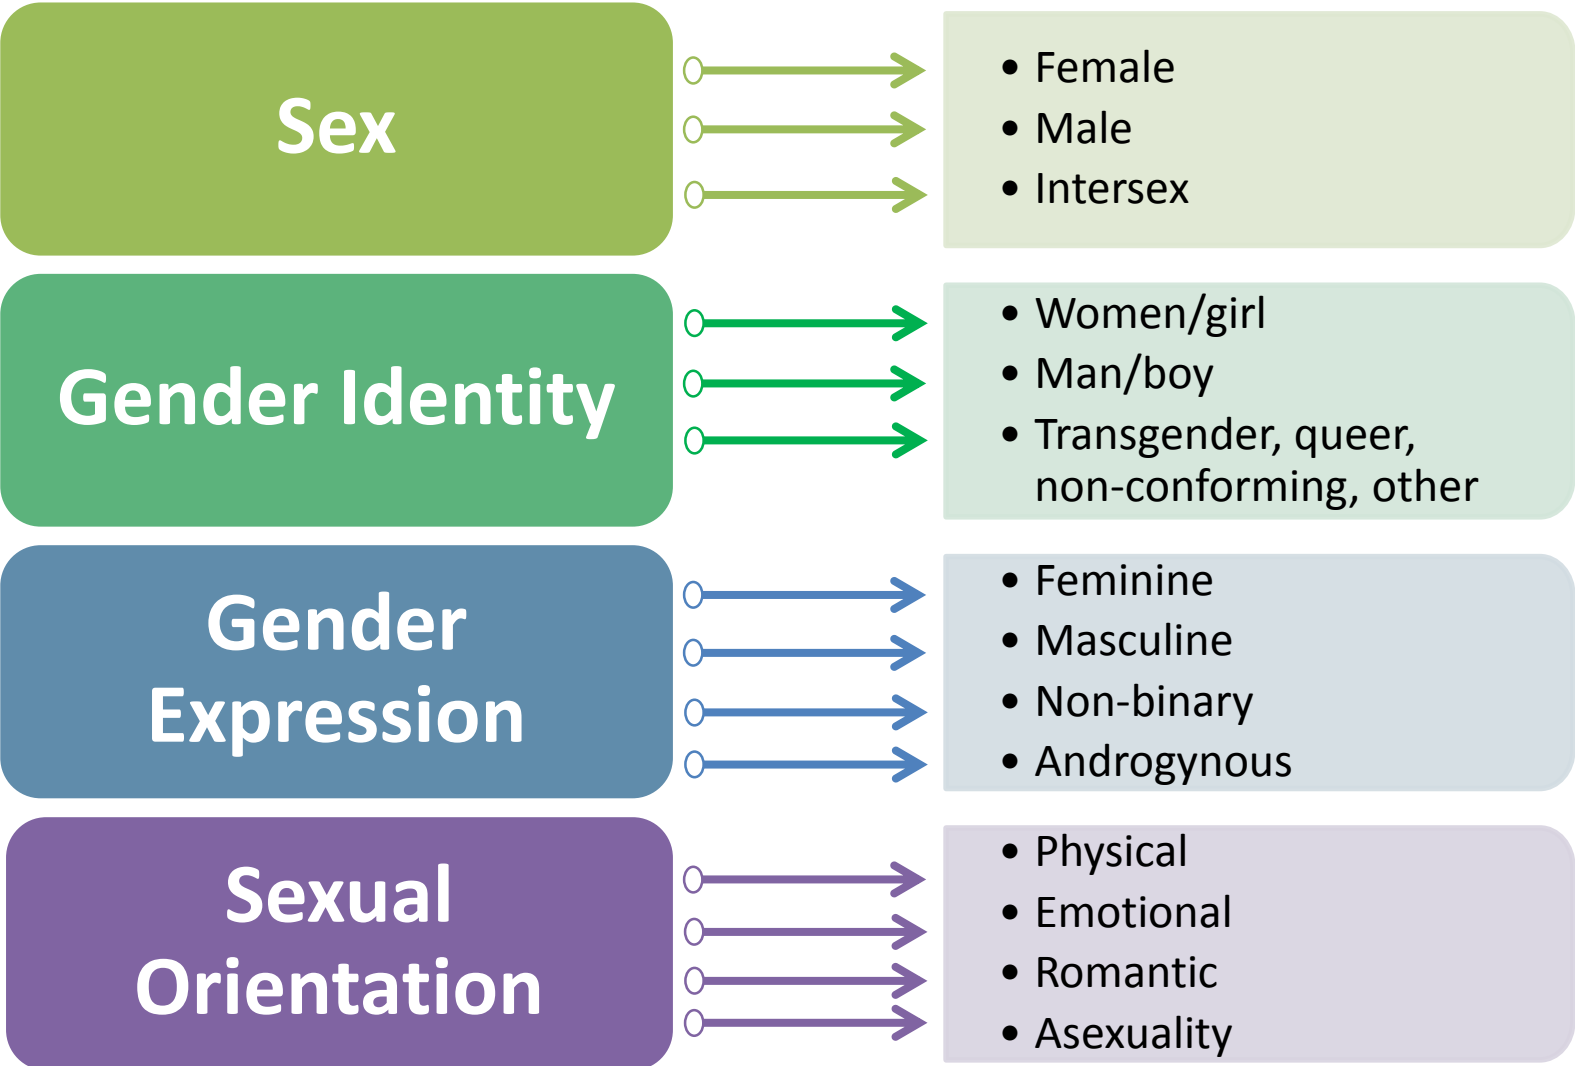 Sex
• Female
• Male
• Intersex
Gender Identity
• Women/girl
• Man/boy
• Transgender, queer,
non-conforming, other
Gender
Expression
• Feminine
• Masculine
• Non-binary
• Androgynous
Sexual
Orientation
• Physical
• Emotional
• Romantic
• Asexuality